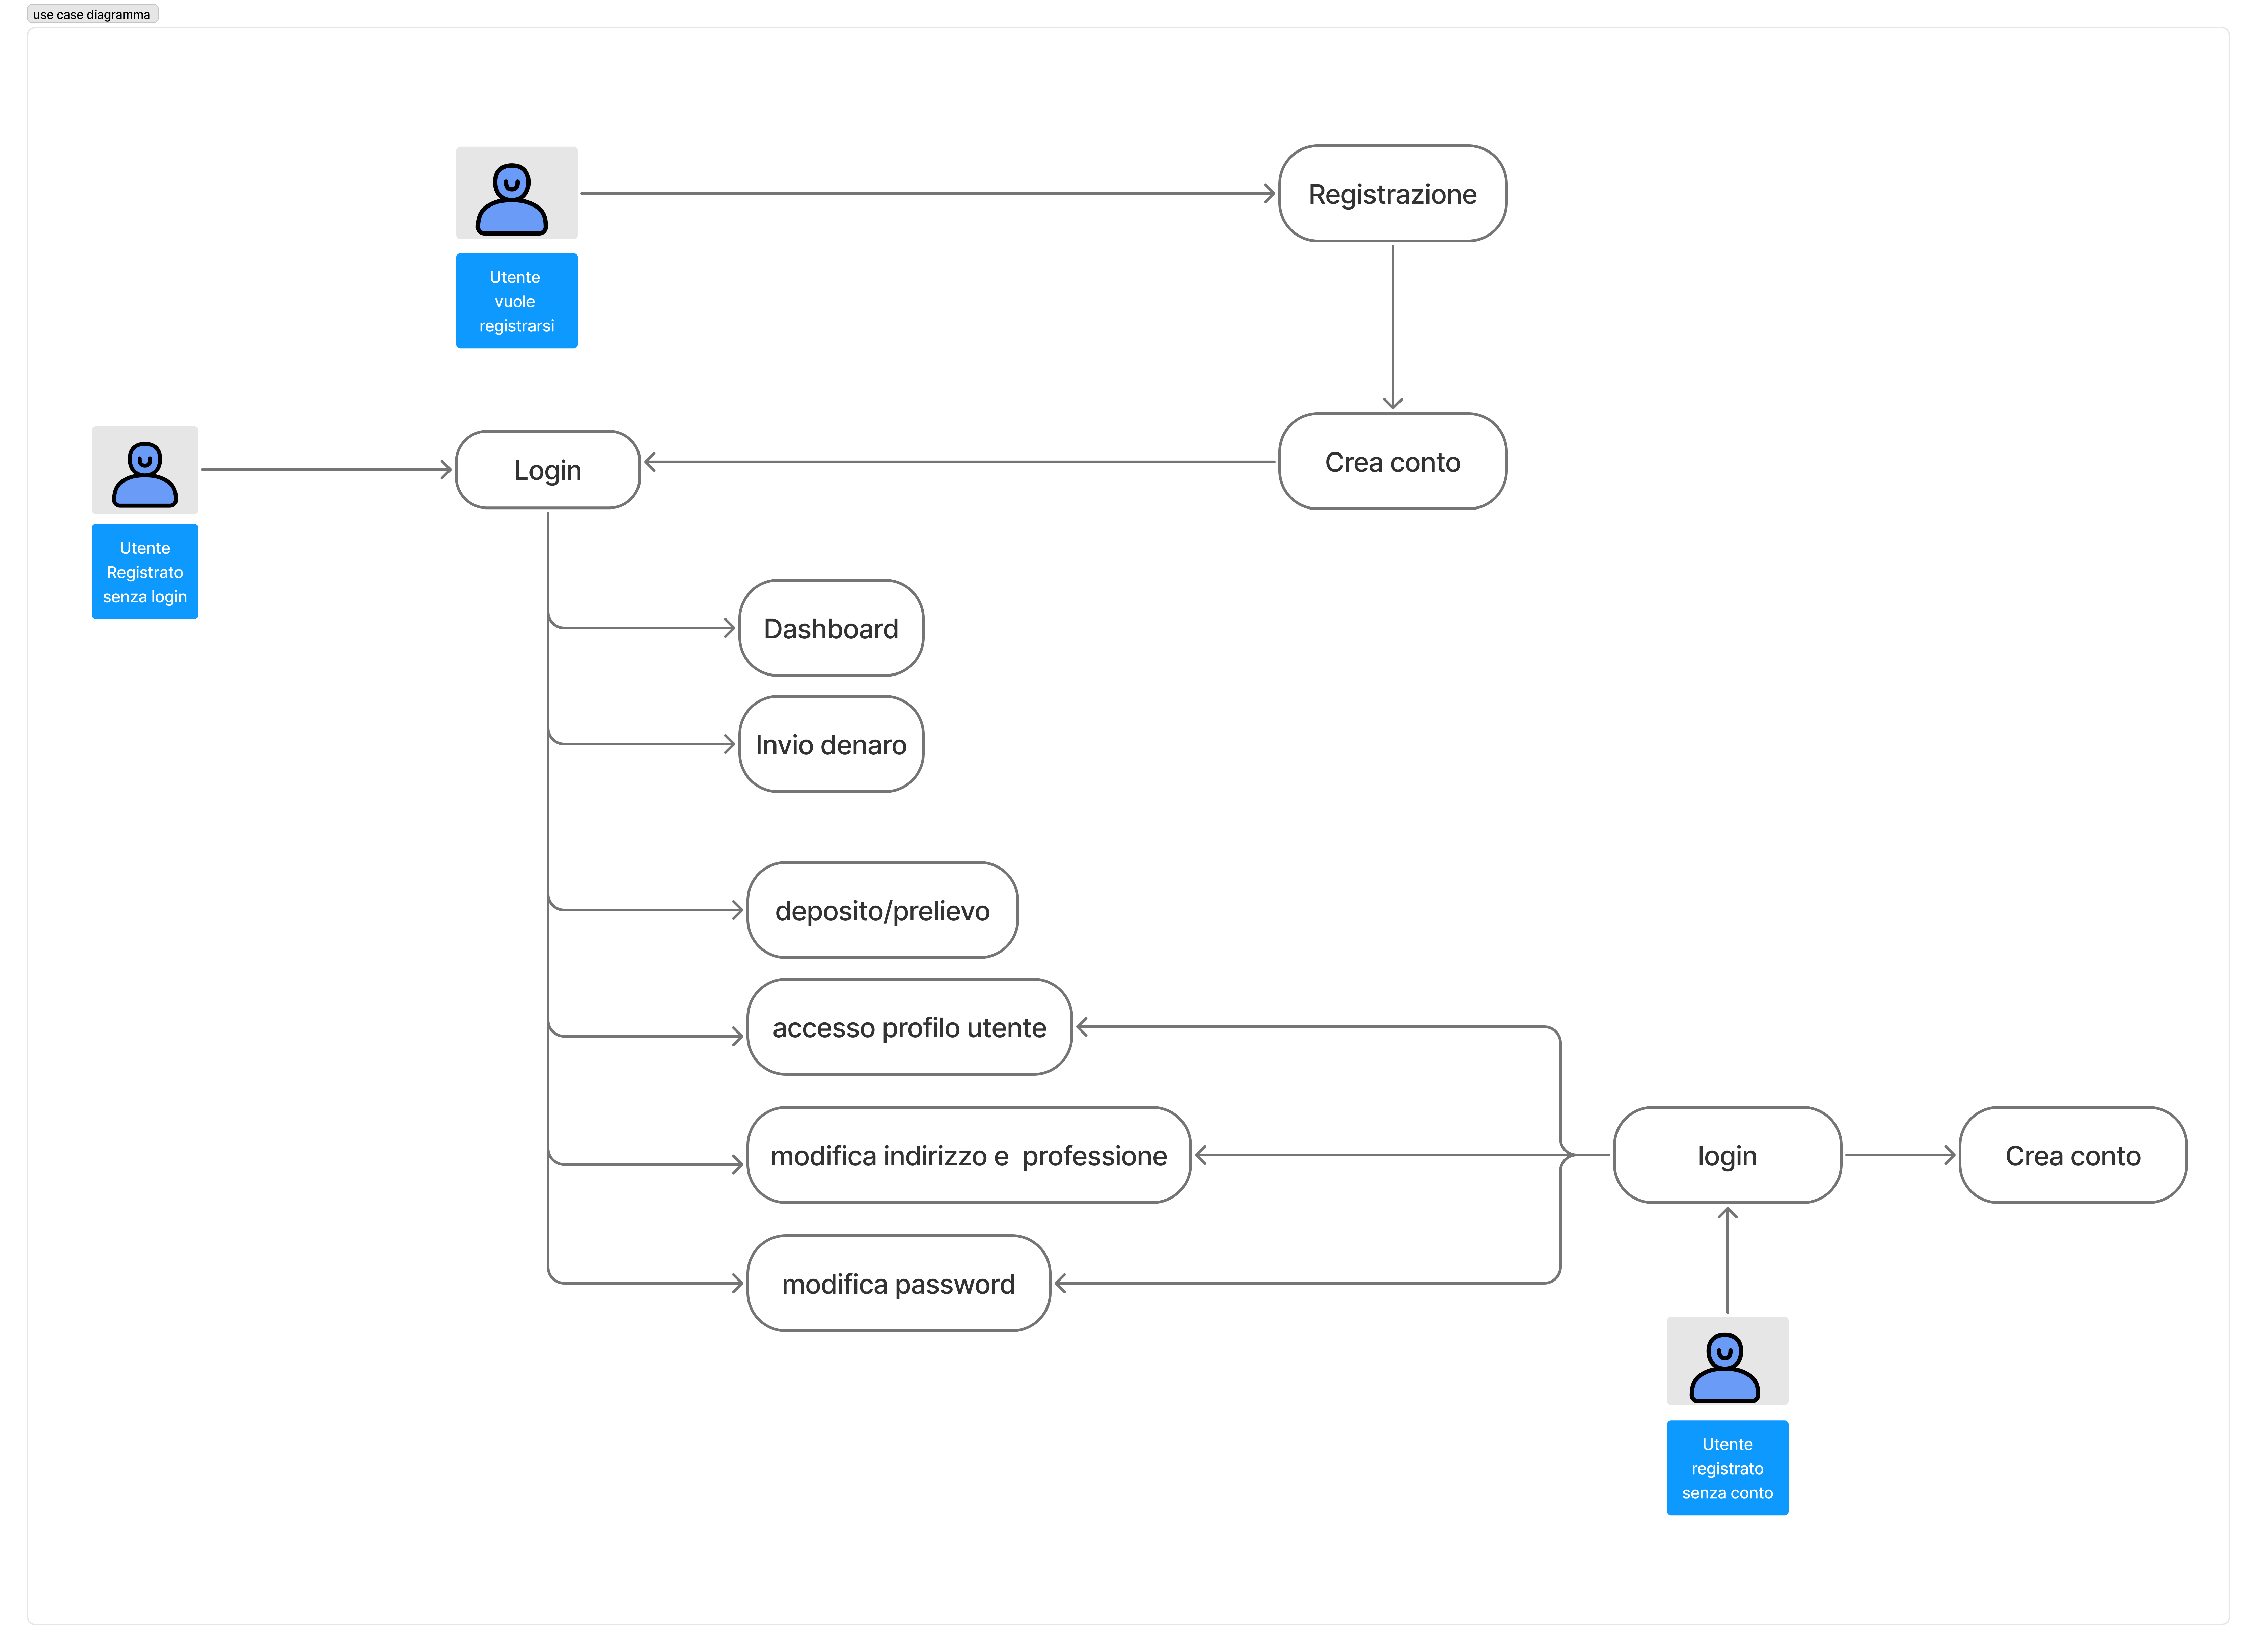 use case diagramma
Registrazione
Utente
vuole
registrarsi
Login
Crea conto
Utente
Registrato
senza login
Dashboard
Invio denaro
deposito/prelievo
accesso profilo utente
modifica indirizzo e  professione
login
Crea conto
modifica password
Utente
registrato
senza conto